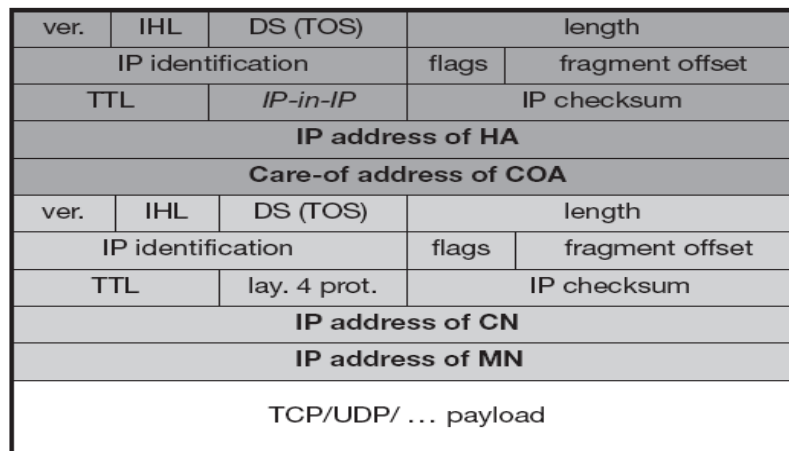 ver. IHL DS (TOS) length
IP identification flags fragment offset
TTL IP-in-IP IP checksum
IP address of HA
Care-of address of COA
ver. IHL DS (TOS) length
IP identification flags fragment offset
TTL lay. 4 prot. IP checksum
IP address of CN
IP address of MN
TCP/UDP/ ... payload